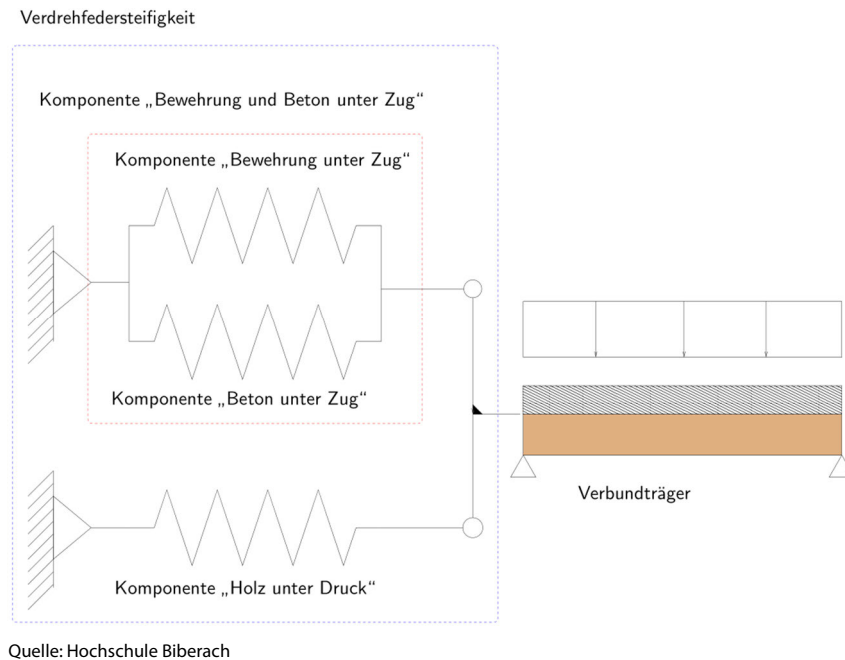 Verdrehfedersteifigkeit
Komponente „Bewehrung und Beton unter Zug“
Komponente „Bewehrung unter Zug“
Komponente „Beton unter Zug“
Verbundträger
Komponente „Holz unter Druck“
Quelle: Hochschule Biberach